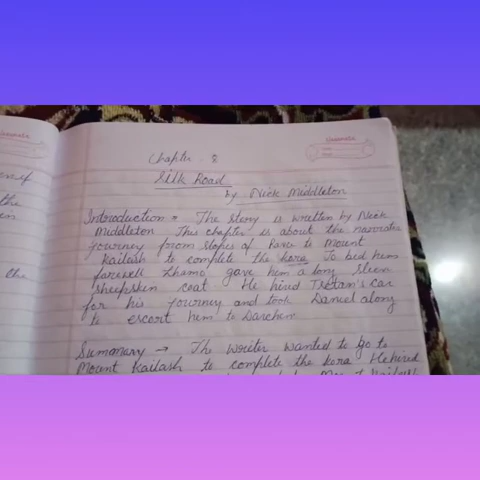 Chapter - 8
Silk Road
by Nick Middleton
Introduction = The story is written by Nick
Middleton This chapter is about the narrator
journey from slopes of Ravu to Mount
Kailash to complete the kora To bid him
farewell Lhamo gave him a long sleen
sheepskin coat He hired Tsetan's car
for his journey and took Daniel along
to escort him to Darchen
Summary → The writer wanted to go to
Mount Kailash to complete the kora He hired
the
the